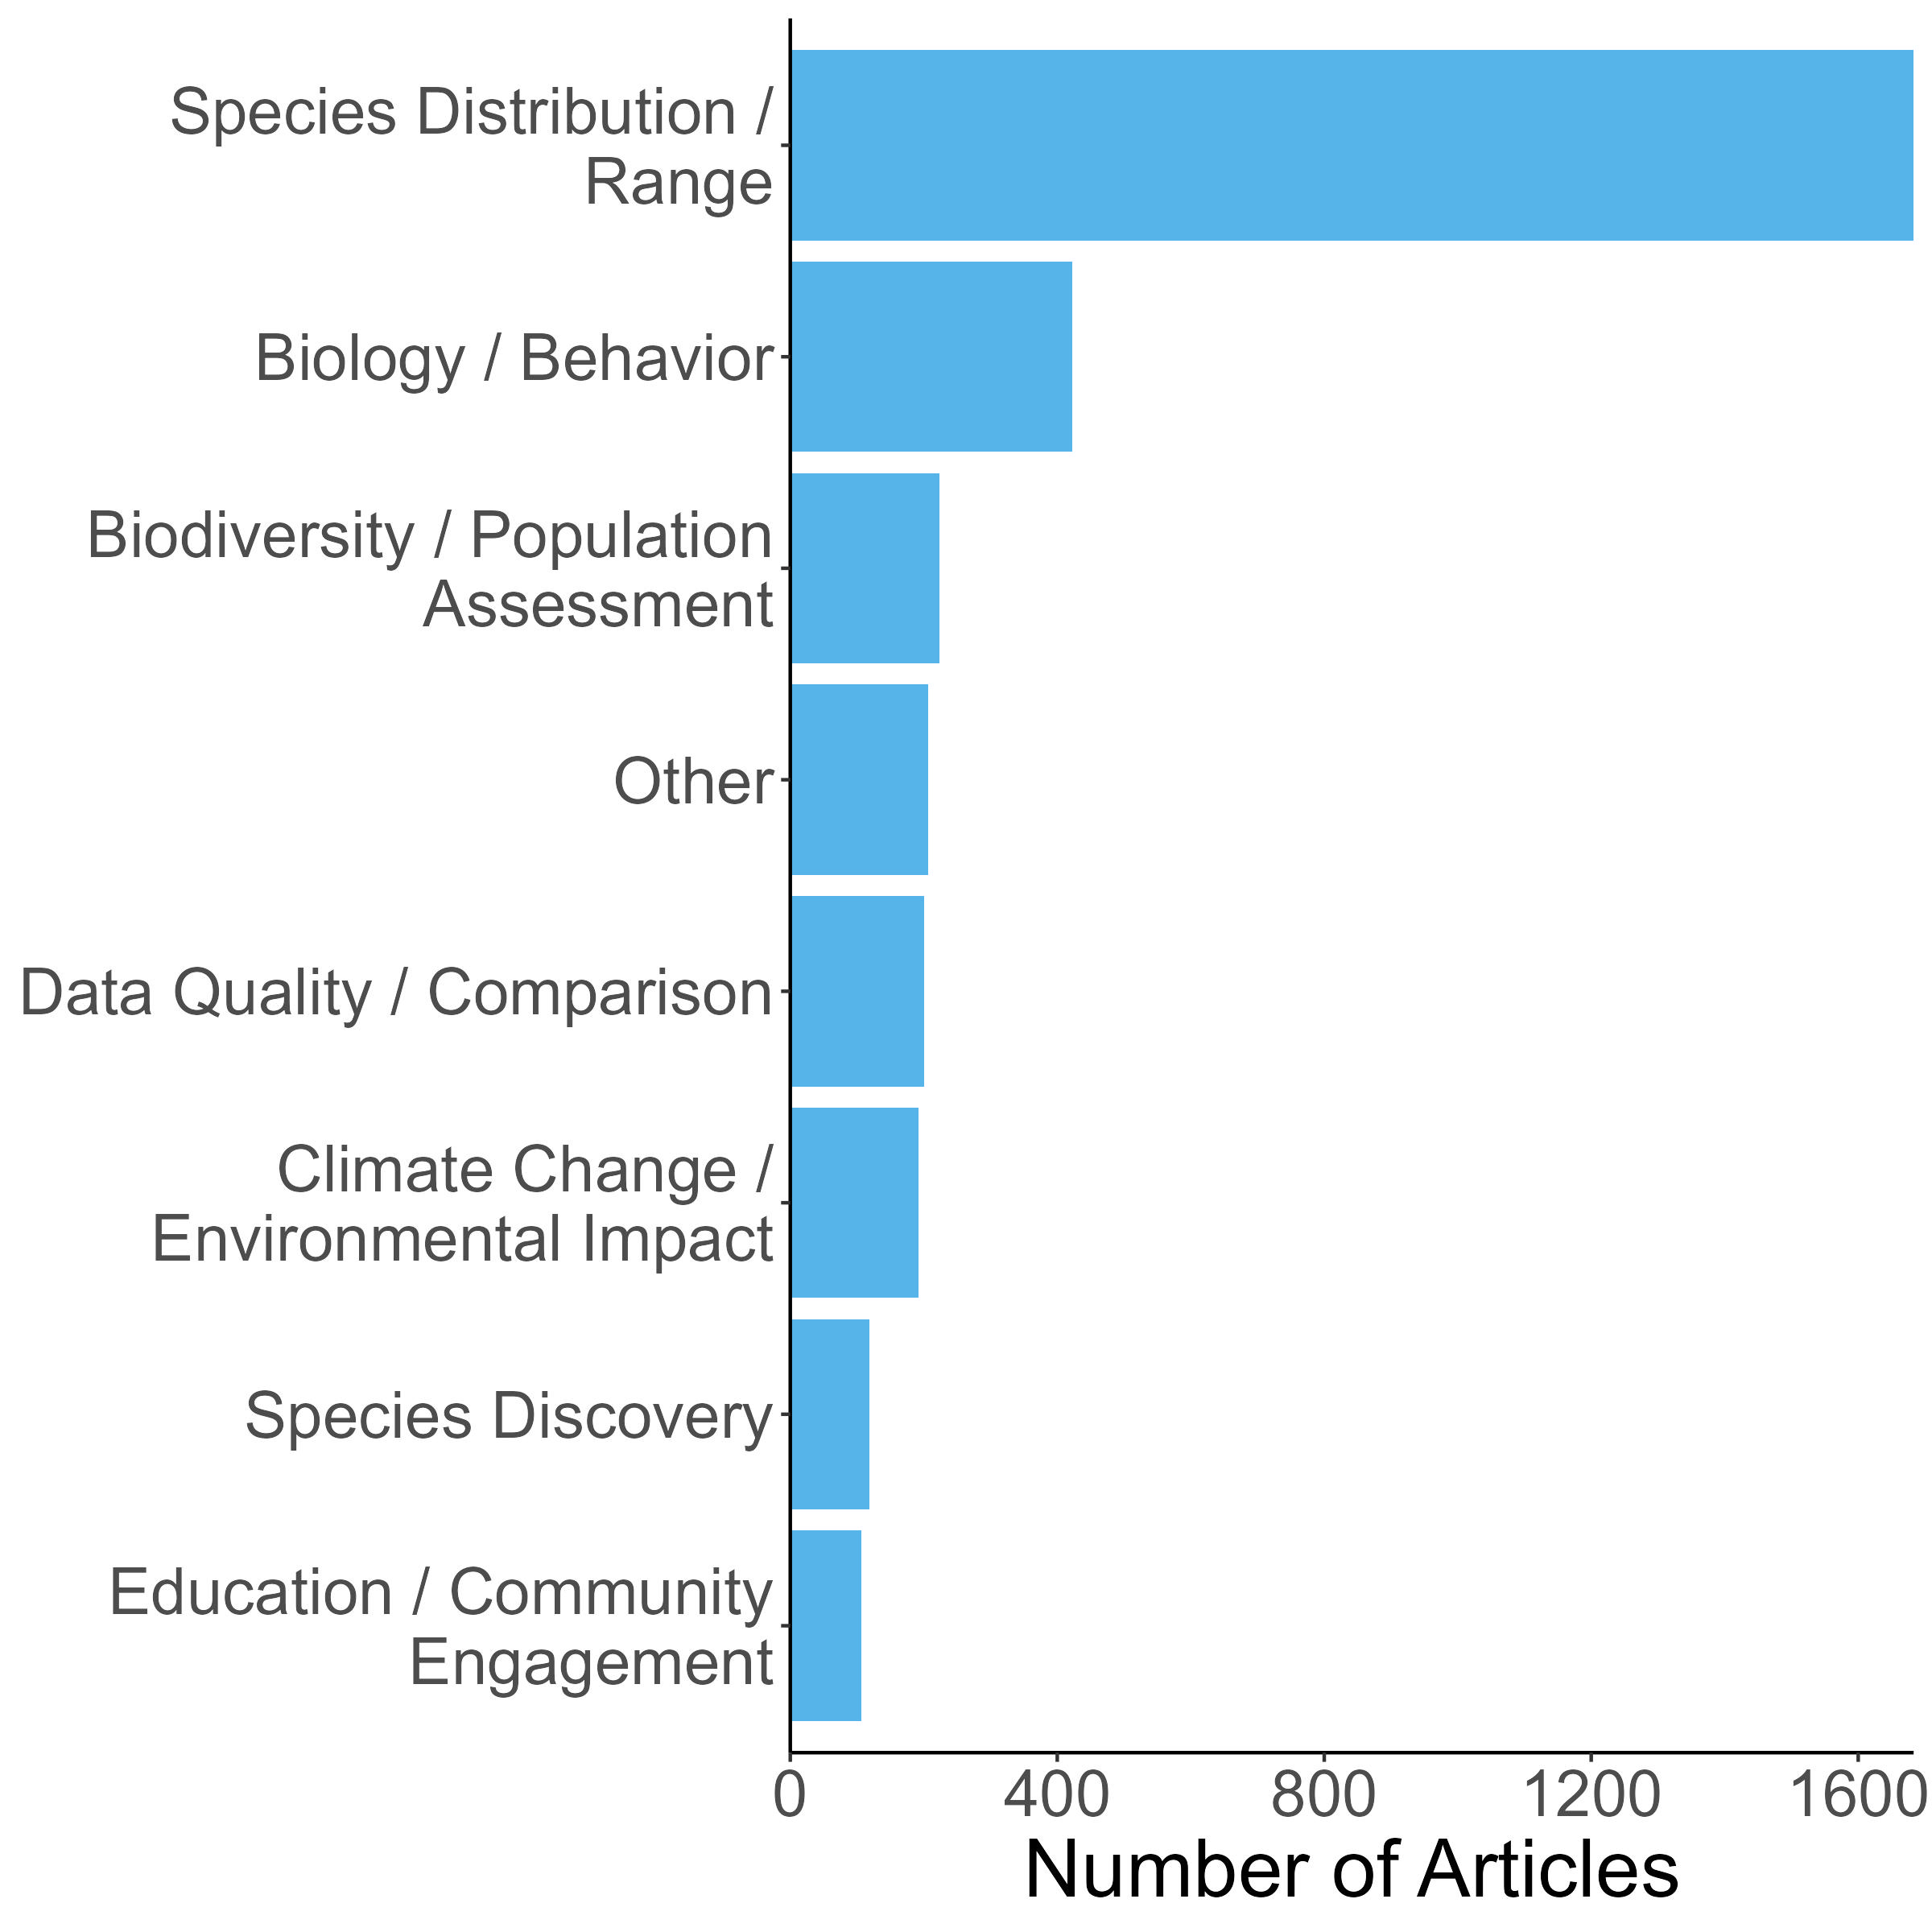 Species Distribution /
Range
Biology / Behavior
Biodiversity / Population
Assessment
Other
Data Quality / Comparison
Climate Change /
Environmental Impact
Species Discovery
Education / Community
Engagement
0 400 800 1200 1600
Number of Articles